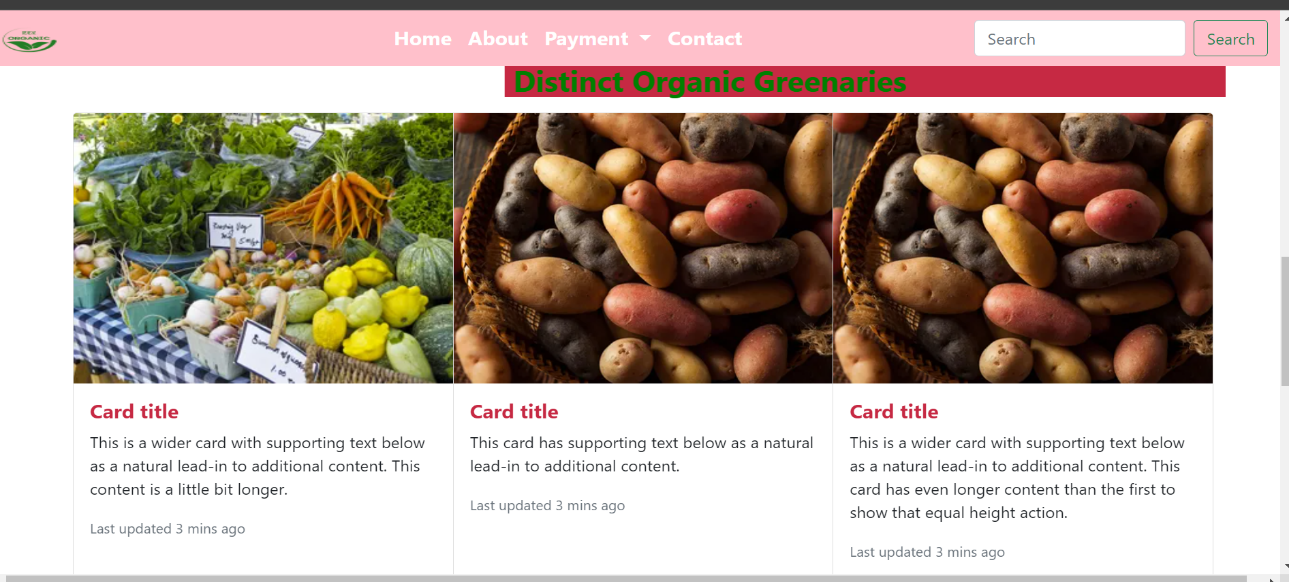 ORGANIC
Home About Payment Contact
Search Search
Distinct Organic Greenaries
Card title
This is a wider card with supporting text below
as a natural lead-in to additional content. This
content is a little bit longer.
Last updated 3 mins ago
Card title
This card has supporting text below as a natural
lead-in to additional content.
Last updated 3 mins ago
Card title
This is a wider card with supporting text below
as a natural lead-in to additional content. This
card has even longer content than the first to
show that equal height action.
Last updated 3 mins ago